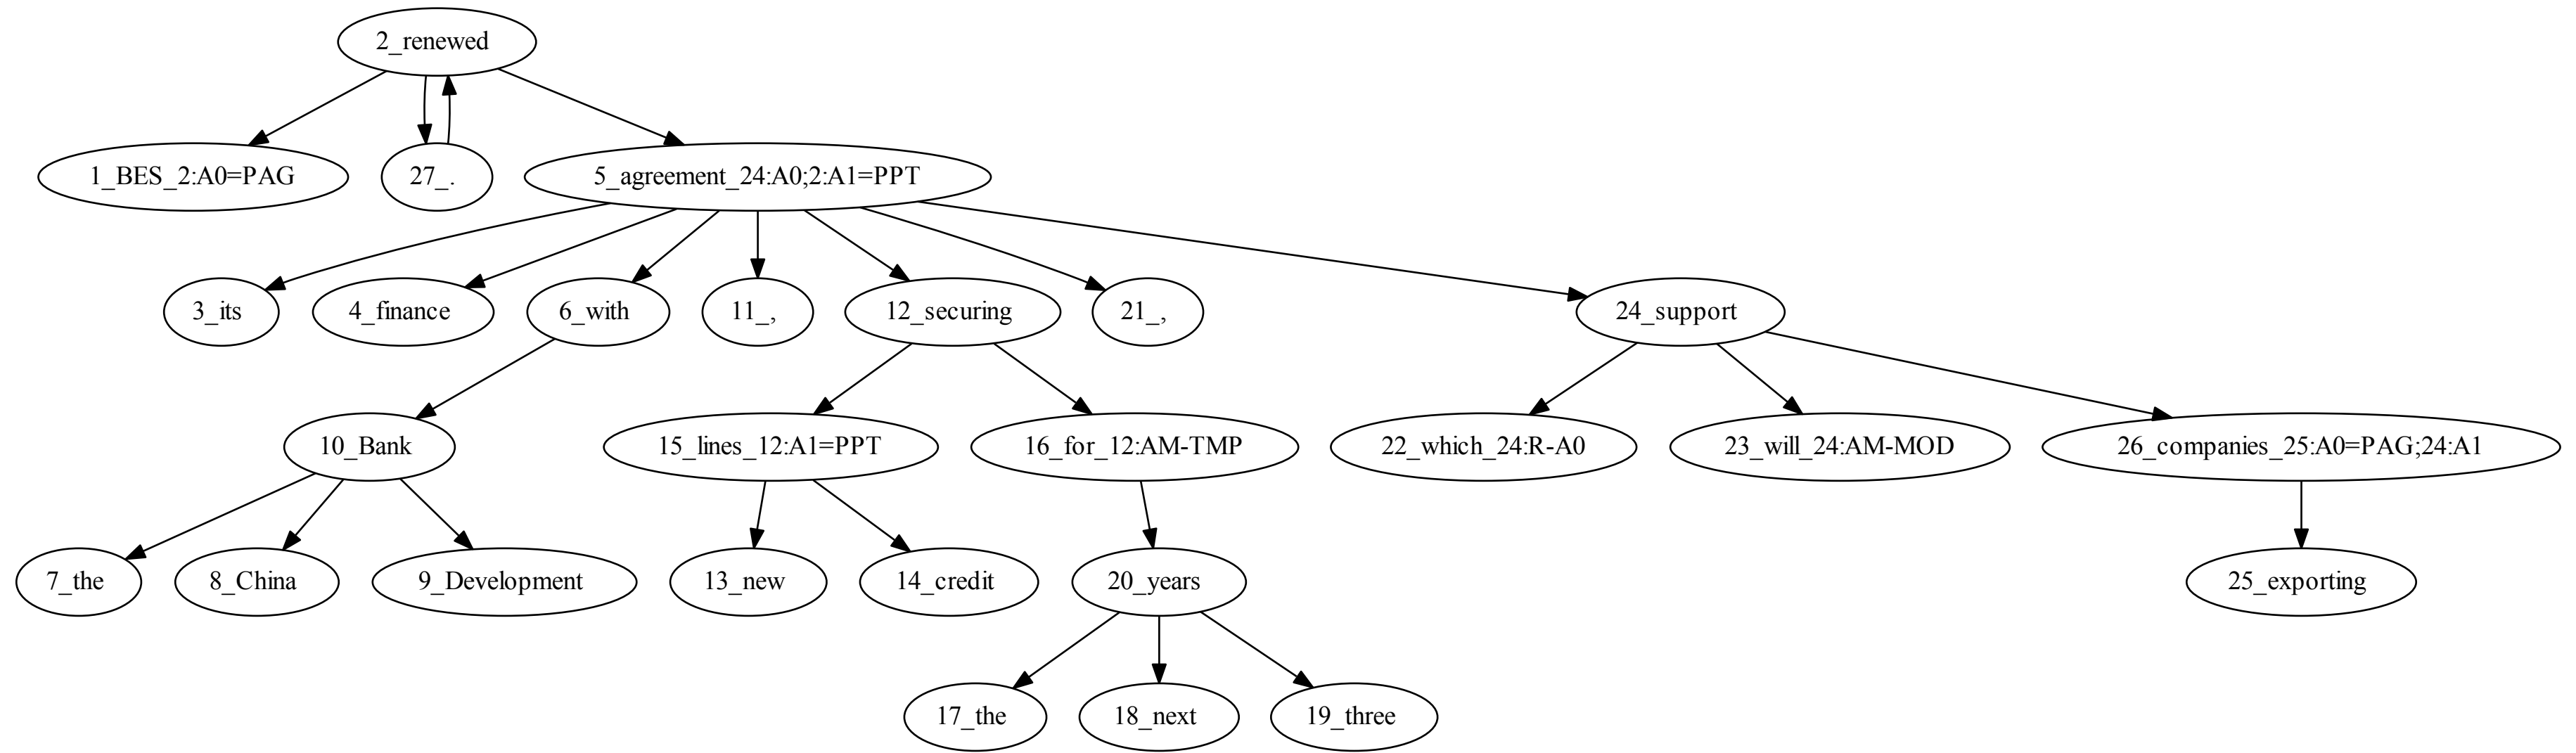 2_renewed
1_BES_2:A0=PAG
27_.
5_agreement_24:A0;2:A1=PPT
3_its
4_finance
6_with
11_,
12_securing
21_,
24_support
10_Bank
15_lines_12:A1=PPT
16_for_12:AM-TMP
22_which_24:R-A0
23_will_24:AM-MOD
26_companies_25:A0=PAG;24:A1
7_the
8_China
9_Development
13_new
14_credit
20_years
25_exporting
17_the
18_next
19_three